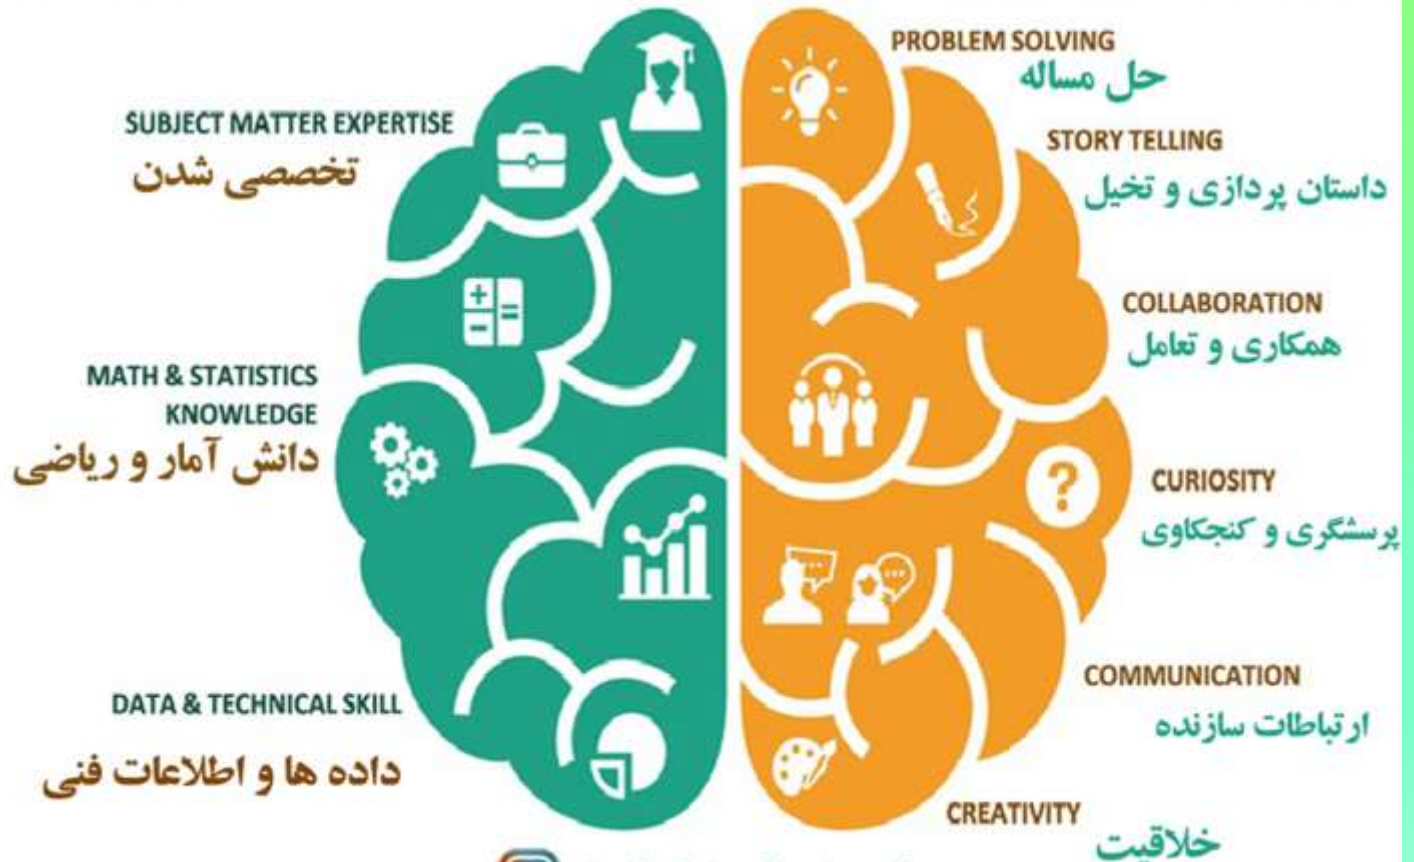 SUBJECT MATTER EXPERTISE
تخصصی شدن
MATH & STATISTICS
KNOWLEDGE
دانش آمار و ریاضی
DATA & TECHNICAL SKILL
داده ها و اطلاعات فنی
PROBLEM SOLVING
حل مساله
STORY TELLING
داستان پردازی و تخیل
COLLABORATION
همکاری و تعامل
CURIOSITY
پرسشگری و کنجکاوی
COMMUNICATION
ارتباطات سازنده
CREATIVITY
خلاقیت